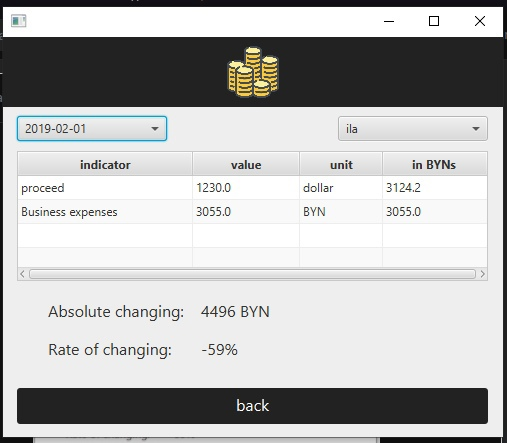 2019-02-01 ila
indicator value unit in BYNs
proceed 1230.0 dollar 3124.2
Business expenses 3055.0 BYN 3055.0
Absolute changing: 4496 BYN
Rate of changing: -59%
back